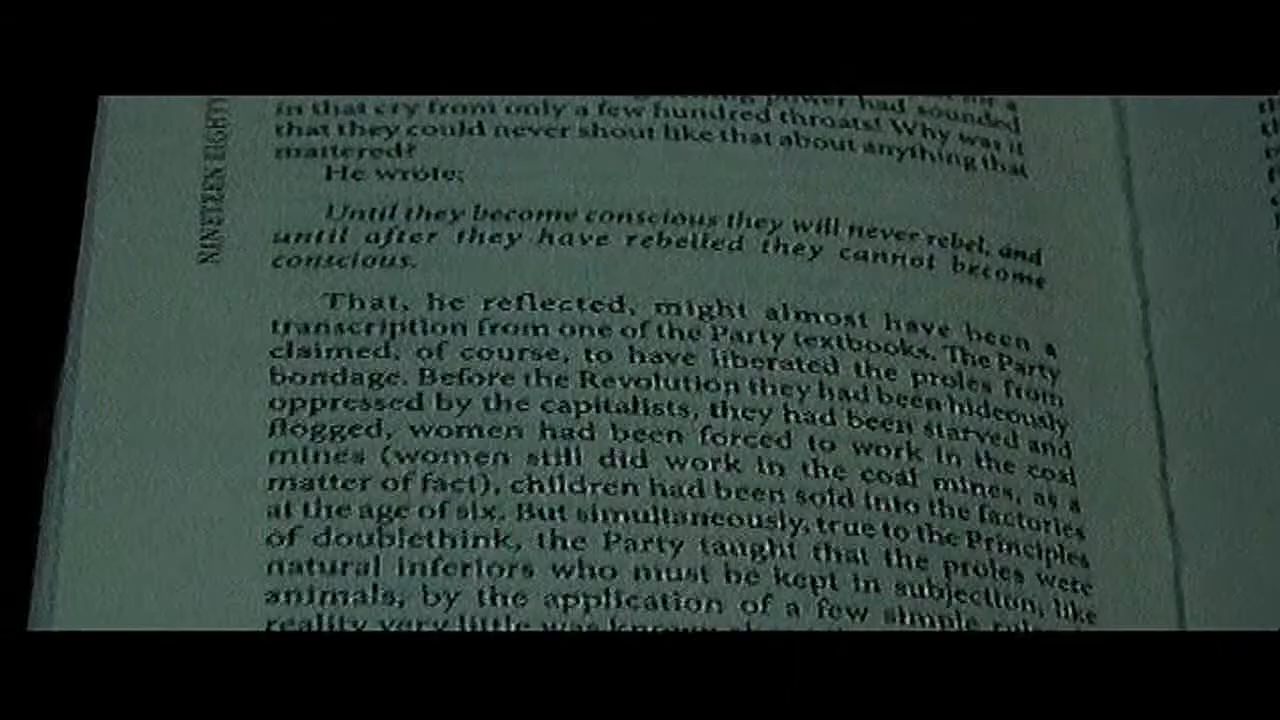 power had sounded
in that cry from only a few hundred throats! Why was it
that they could never shout like that about anything that
mattered?
He wrote:
Until they become conscious they will never rebel, and
until after they have rebelled they cannot become
conscious.
That, he reflected, might almost have been a
transcription from one of the Party textbooks. The Party
claimed, of course, to have liberated the proles from
bondage. Before the Revolution they had been hideously
oppressed by the capitalists, they had been starved and
flogged, women had been forced to work in the coal
mines (women still did work in the coal mines, as a
matter of fact), children had been sold into the factories
at the age of six. But simultaneously, true to the Principles
of doublethink, the Party taught that the proles were
natural inferiors who must be kept in subjection, like
animals, by the application of a few simple
reality very little was known
NINETEEN EIGHTY